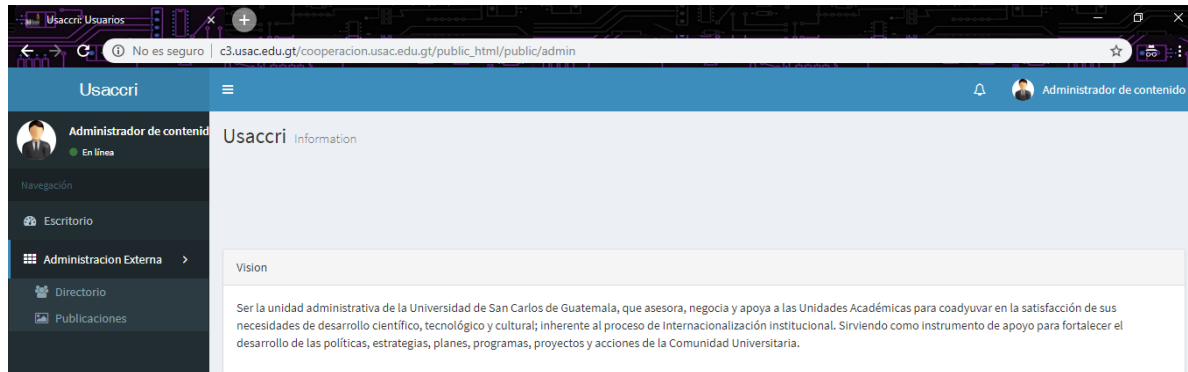 Usaccri: Usuarios
No es seguro | c3.usac.edu.gt/cooperacion.usac.edu.gt/public_html/public/admin
Usaccri
Administrador de contenido
Administrador de contenid
En línea
Navegación
Escritorio
Administracion Externa
Directorio
Publicaciones
Usaccri Information
Vision
Ser la unidad administrativa de la Universidad de San Carlos de Guatemala, que asesora, negocia y apoya a las Unidades Académicas para coadyuvar en la satisfacción de sus
necesidades de desarrollo científico, tecnológico y cultural; inherente al proceso de Internacionalización institucional. Sirviendo como instrumento de apoyo para fortalecer el
desarrollo de las políticas, estrategias, planes, programas, proyectos y acciones de la Comunidad Universitaria.